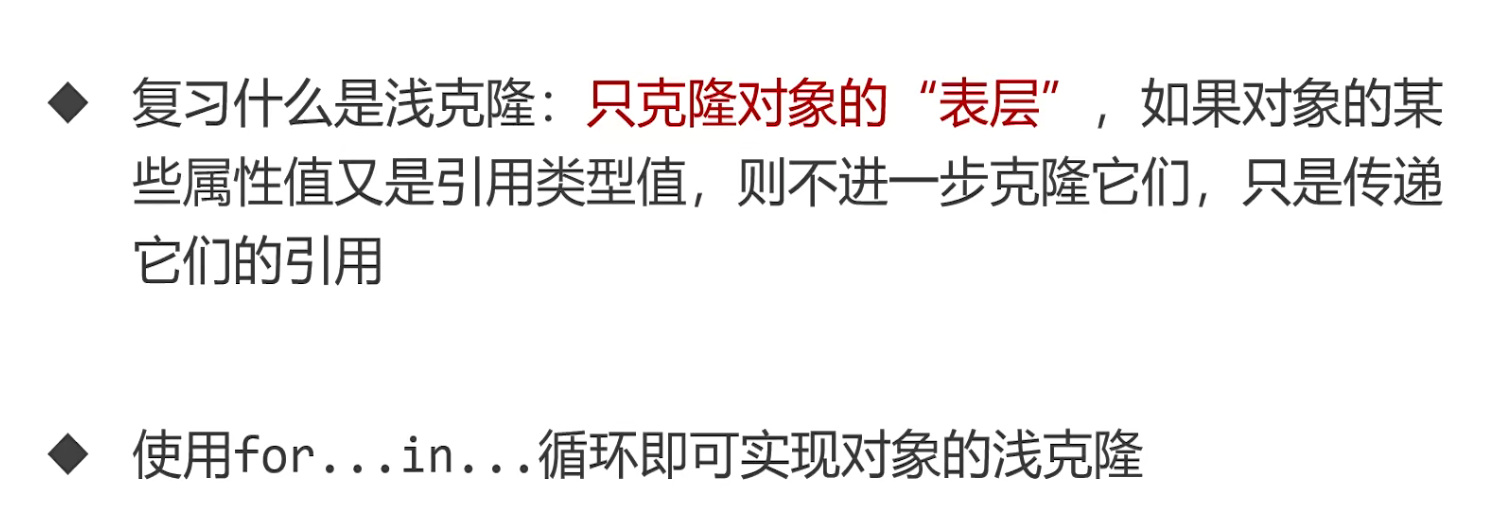 ◆ 复习什么是浅克隆：只克隆对象的“表层”，如果对象的某
些属性值又是引用类型值，则不进一步克隆它们，只是传递
它们的引用
◆ 使用for...in...循环即可实现对象的浅克隆